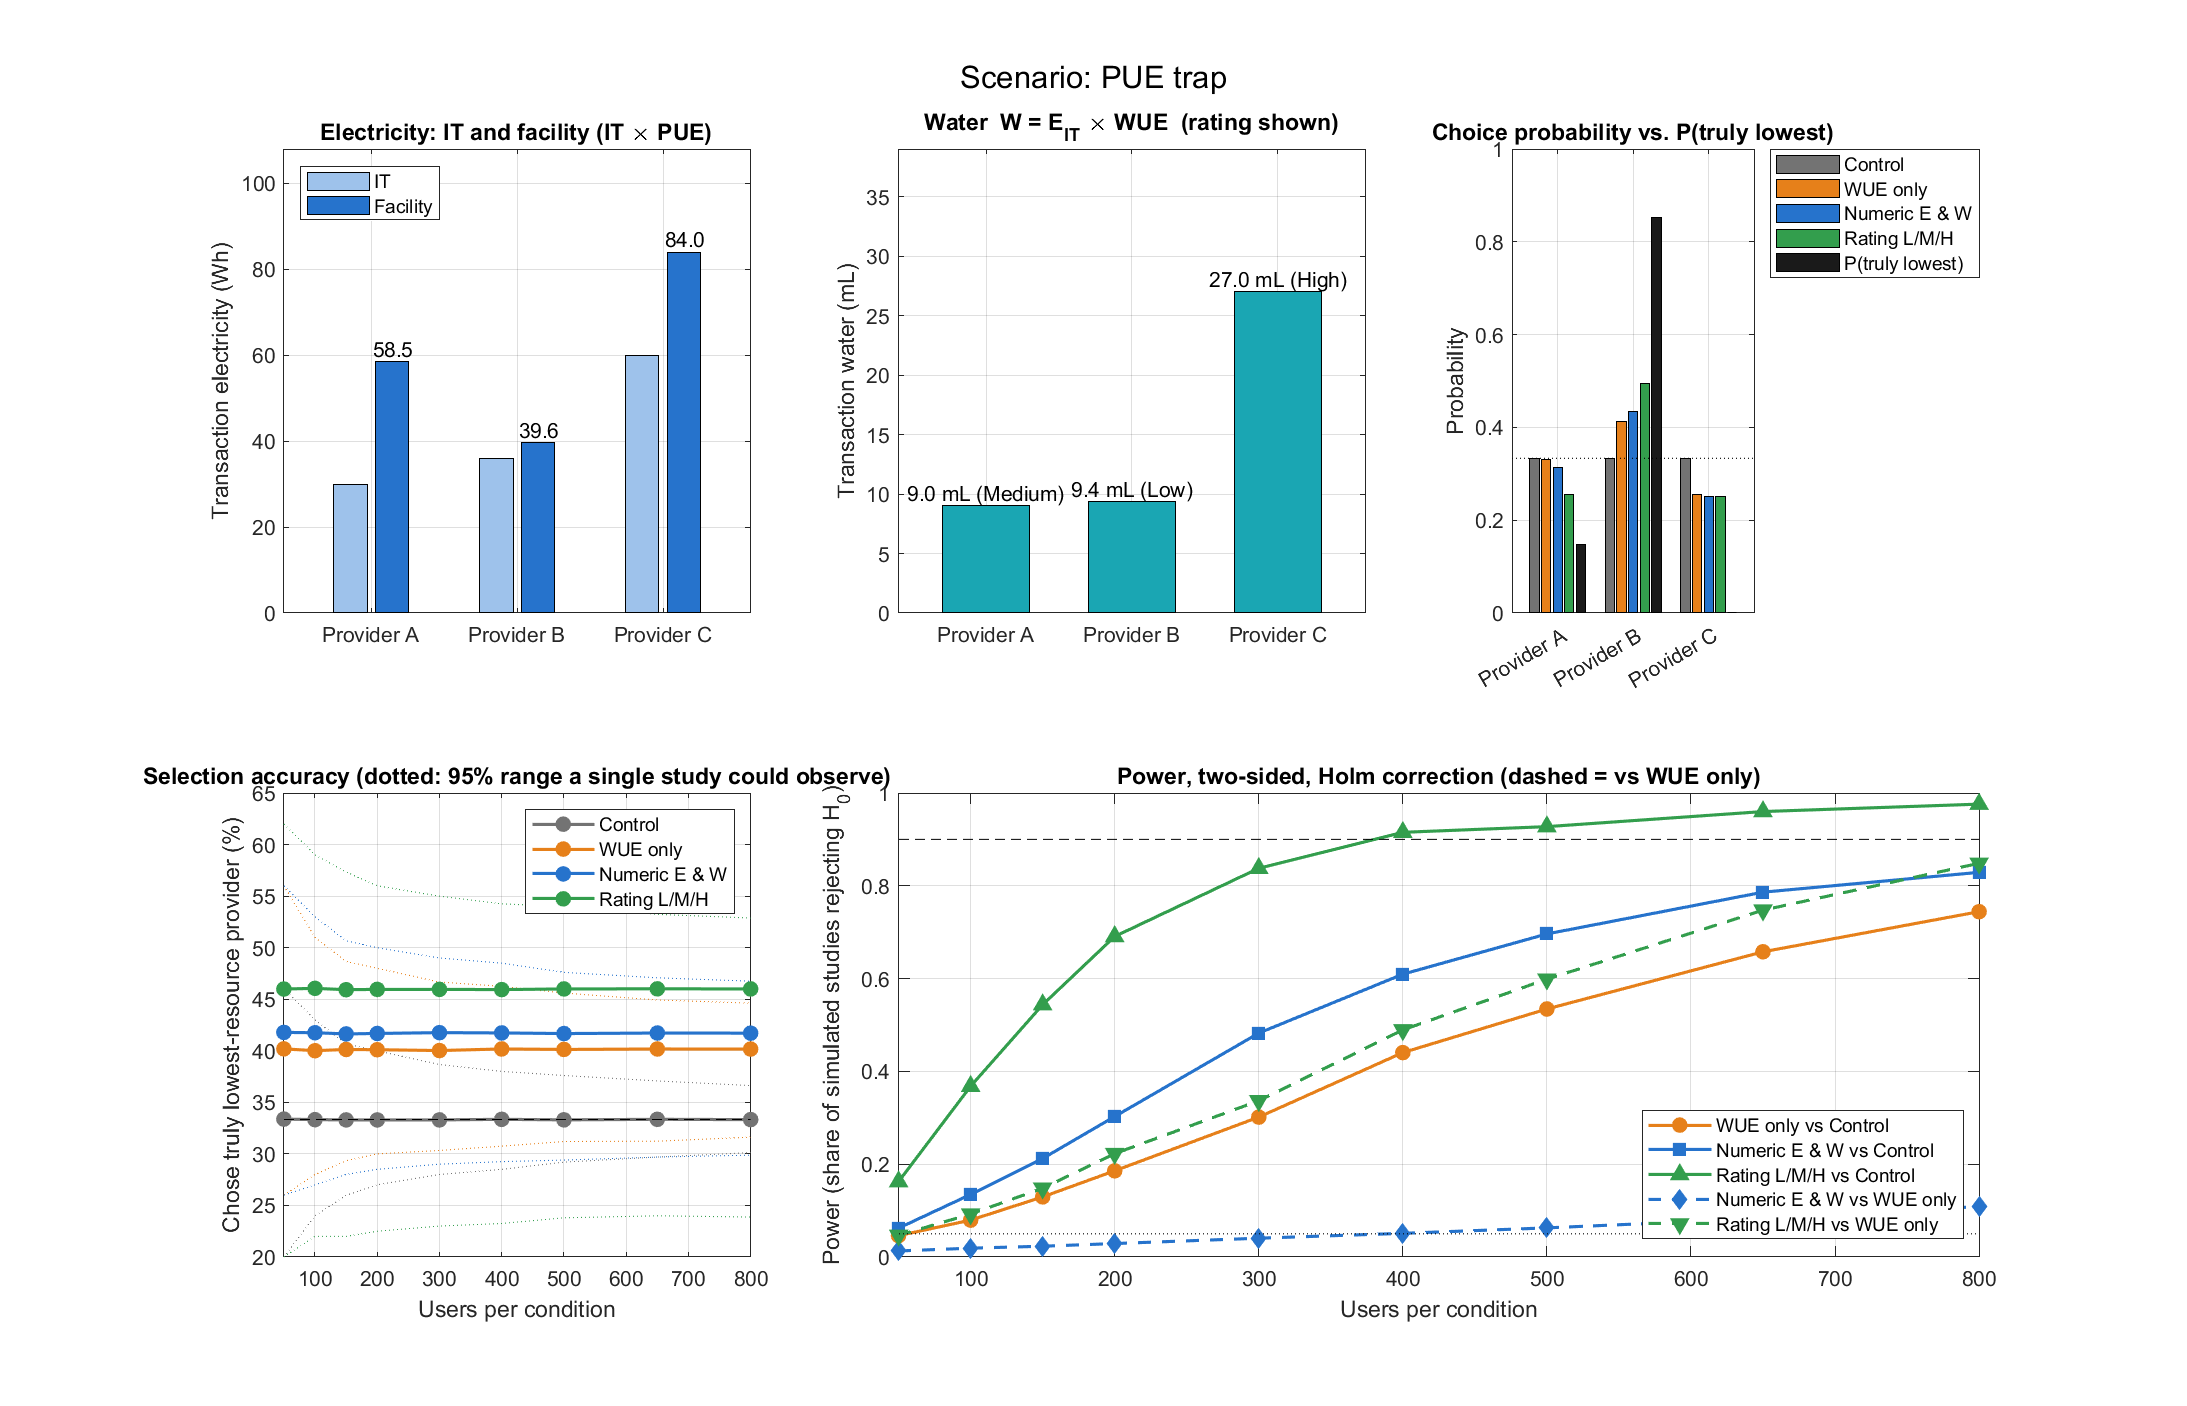 Scenario: PUE trap
Electricity: IT and facility (IT × PUE)
Transaction electricity (Wh)
100
80
60
40
20
0
IT
Facility
58.5
39.6
84.0
Provider A
Provider B
Provider C
Water W = E_IT × WUE (rating shown)
Transaction water (mL)
35
30
25
20
15
10
5
0
9.0 mL (Medium)
9.4 mL (Low)
27.0 mL (High)
Provider A
Provider B
Provider C
Choice probability vs. P(truly lowest)
Probability
1
0.8
0.6
0.4
0.2
0
Provider A
Provider B
Provider C
Control
WUE only
Numeric E & W
Rating L/M/H
P(truly lowest)
Selection accuracy (dotted: 95% range a single study could observe)
Chose truly lowest-resource provider (%)
65
60
55
50
45
40
35
30
25
20
Control
WUE only
Numeric E & W
Rating L/M/H
100 200 300 400 500 600 700 800
Users per condition
Power, two-sided, Holm correction (dashed = vs WUE only)
Power (share of simulated studies rejecting H_0)
1
0.8
0.6
0.4
0.2
0
WUE only vs Control
Numeric E & W vs Control
Rating L/M/H vs Control
Numeric E & W vs WUE only
Rating L/M/H vs WUE only
100 200 300 400 500 600 700 800
Users per condition